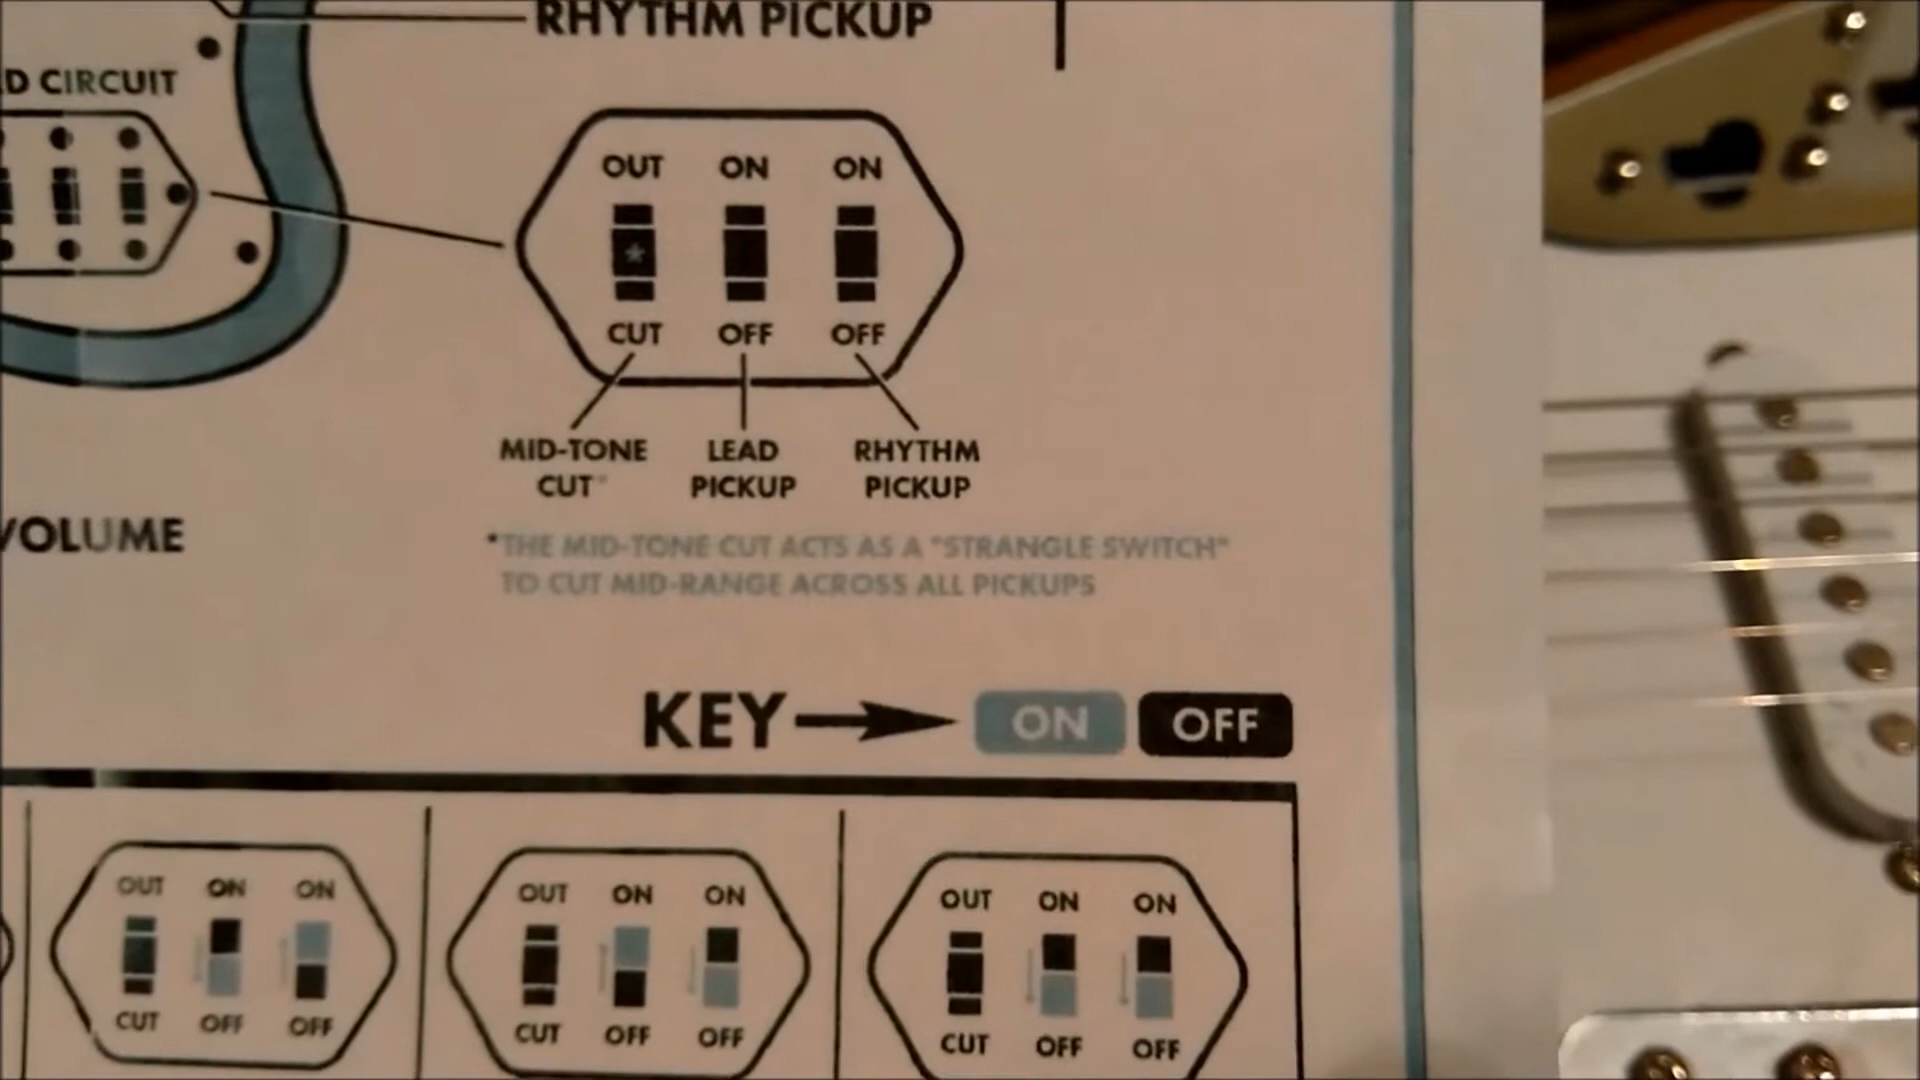 RHYTHM PICKUP
D CIRCUIT
OUT ON ON
CUT OFF OFF
MID-TONE CUT*
LEAD PICKUP
RHYTHM PICKUP
VOLUME
*THE MID-TONE CUT ACTS AS A "STRANGLE SWITCH"
TO CUT MID-RANGE ACROSS ALL PICKUPS
KEY ON OFF
OUT ON ON
CUT OFF OFF
OUT ON ON
CUT OFF OFF
OUT ON ON
CUT OFF OFF